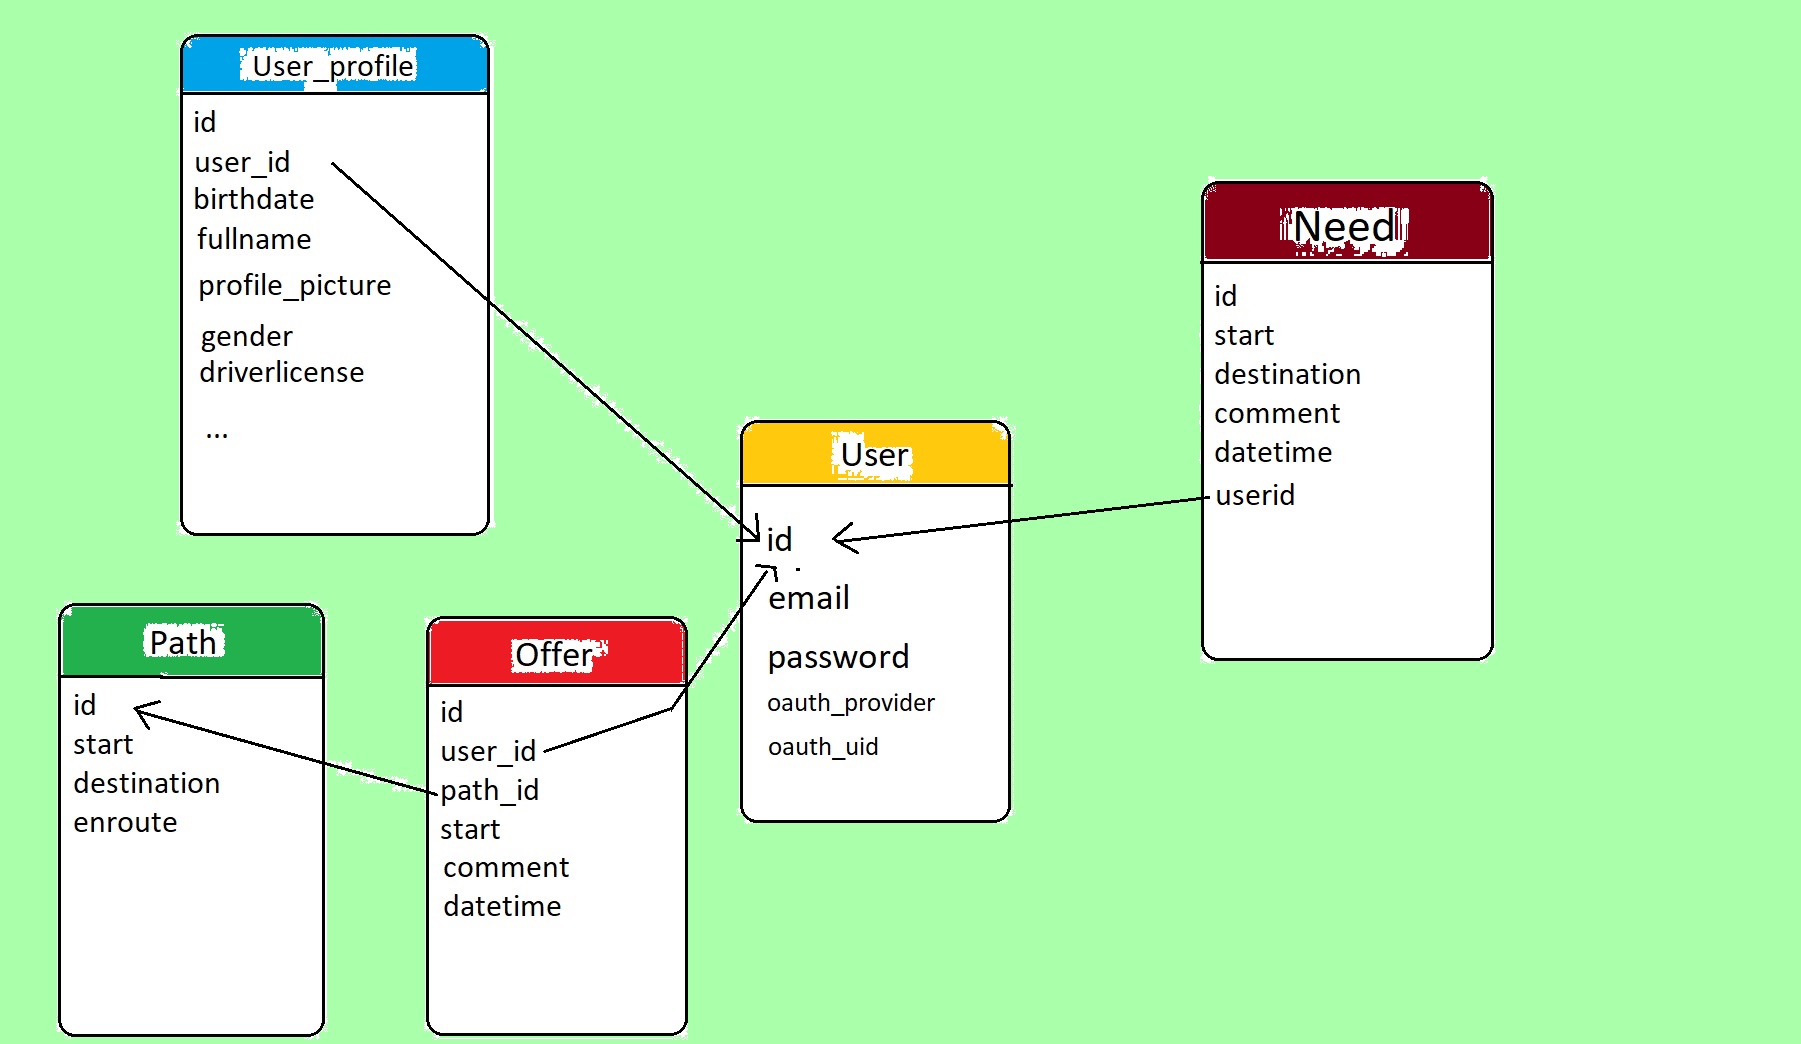 User_profile
id
user_id
birthdate
fullname
profile_picture
gender
driverlicense
...
Need
id
start
destination
comment
datetime
userid
User
id
email
password
oauth_provider
oauth_uid
Path
id
start
destination
enroute
Offer
id
user_id
path_id
start
comment
datetime